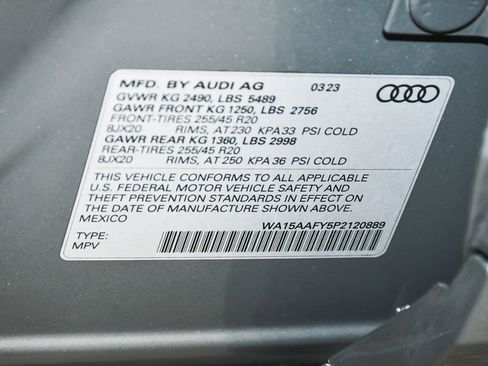 MFD. BY AUDI AG 03 23
GVWR KG 2490, LBS 5489
GAWR FRONT KG 1250, LBS 2756
FRONT-TIRES 255/45 R20
8JX20 RIMS, AT 230 KPA 33 PSI COLD
GAWR REAR KG 1360, LBS 2998
REAR-TIRES 255/45 R20
8JX20 RIMS, AT 250 KPA 36 PSI COLD
THIS VEHICLE CONFORMS TO ALL APPLICABLE
U.S. FEDERAL MOTOR VEHICLE SAFETY AND
THEFT PREVENTION STANDARDS IN EFFECT ON
THE DATE OF MANUFACTURE SHOWN ABOVE.
MEXICO
WA15AAFY5P2120889
TYPE:
MPV